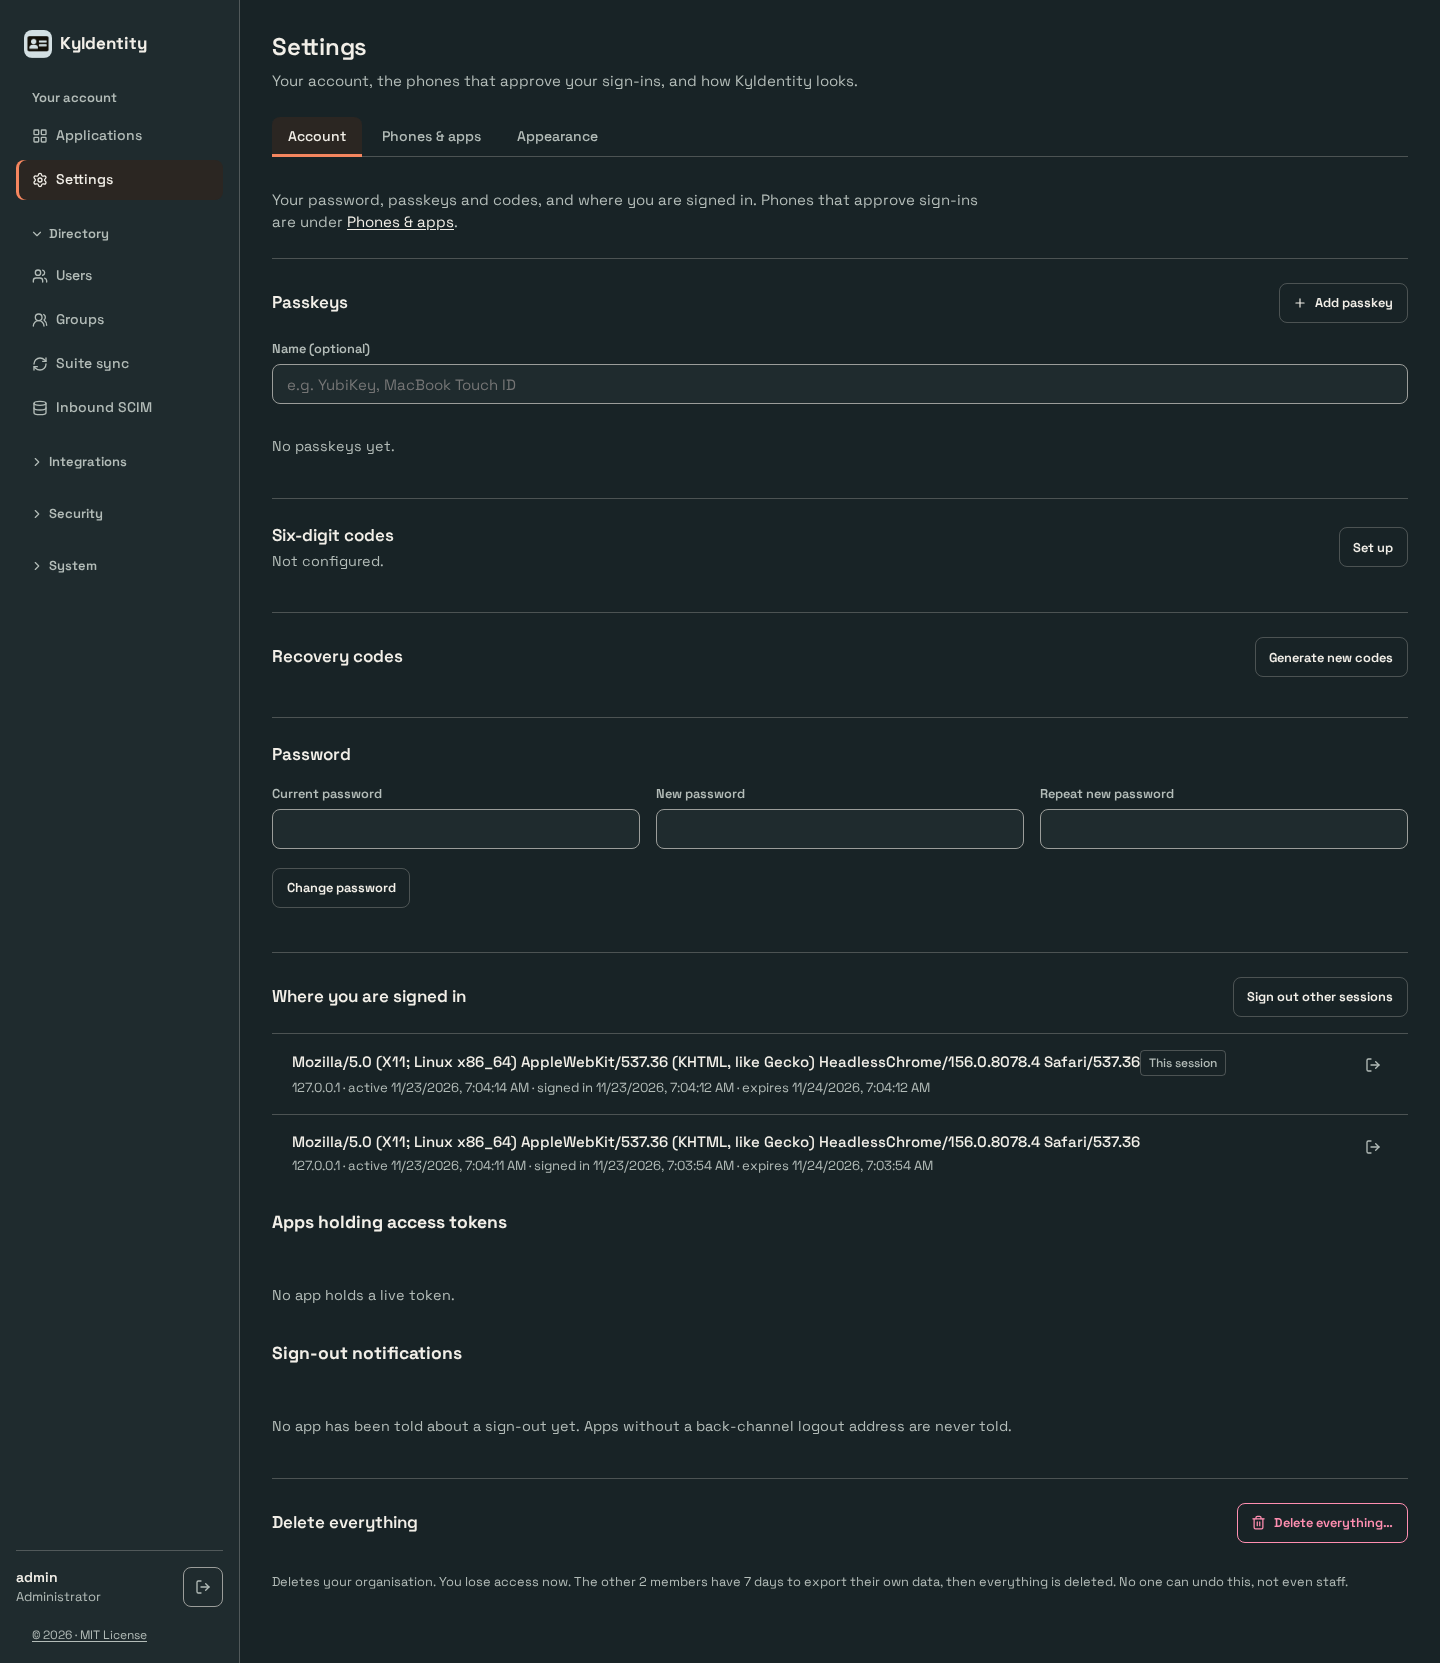 KyIdentity
Your account
Applications
Settings
Directory
Users
Groups
Suite sync
Inbound SCIM
Integrations
Security
System
admin
Administrator
© 2026 · MIT License
Settings
Your account, the phones that approve your sign-ins, and how KyIdentity looks.
Account
Phones & apps
Appearance
Your password, passkeys and codes, and where you are signed in. Phones that approve sign-ins
are under Phones & apps.
Passkeys
Add passkey
Name (optional)
e.g. YubiKey, MacBook Touch ID
No passkeys yet.
Six-digit codes
Not configured.
Set up
Recovery codes
Generate new codes
Password
Current password
New password
Repeat new password
Change password
Where you are signed in
Sign out other sessions
Mozilla/5.0 (X11; Linux x86_64) AppleWebKit/537.36 (KHTML, like Gecko) HeadlessChrome/156.0.8078.4 Safari/537.36 This session
127.0.0.1 · active 11/23/2026, 7:04:14 AM · signed in 11/23/2026, 7:04:12 AM · expires 11/24/2026, 7:04:12 AM
Mozilla/5.0 (X11; Linux x86_64) AppleWebKit/537.36 (KHTML, like Gecko) HeadlessChrome/156.0.8078.4 Safari/537.36
127.0.0.1 · active 11/23/2026, 7:04:11 AM · signed in 11/23/2026, 7:03:54 AM · expires 11/24/2026, 7:03:54 AM
Apps holding access tokens
No app holds a live token.
Sign-out notifications
No app has been told about a sign-out yet. Apps without a back-channel logout address are never told.
Delete everything
Delete everything...
Deletes your organisation. You lose access now. The other 2 members have 7 days to export their own data, then everything is deleted. No one can undo this, not even staff.